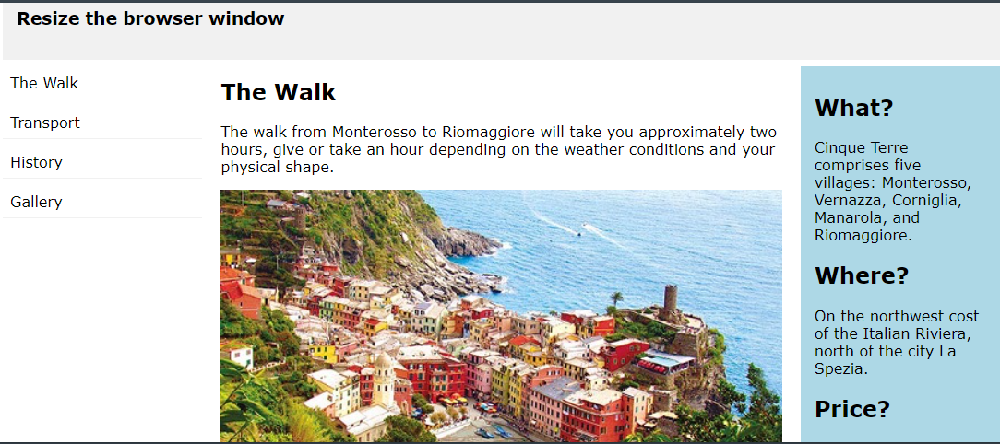 Resize the browser window
The Walk
Transport
History
Gallery
The Walk
The walk from Monterosso to Riomaggiore will take you approximately two
hours, give or take an hour depending on the weather conditions and your
physical shape.
What?
Cinque Terre
comprises five
villages: Monterosso,
Vernazza, Corniglia,
Manarola, and
Riomaggiore.
Where?
On the northwest cost
of the Italian Riviera,
north of the city La
Spezia.
Price?